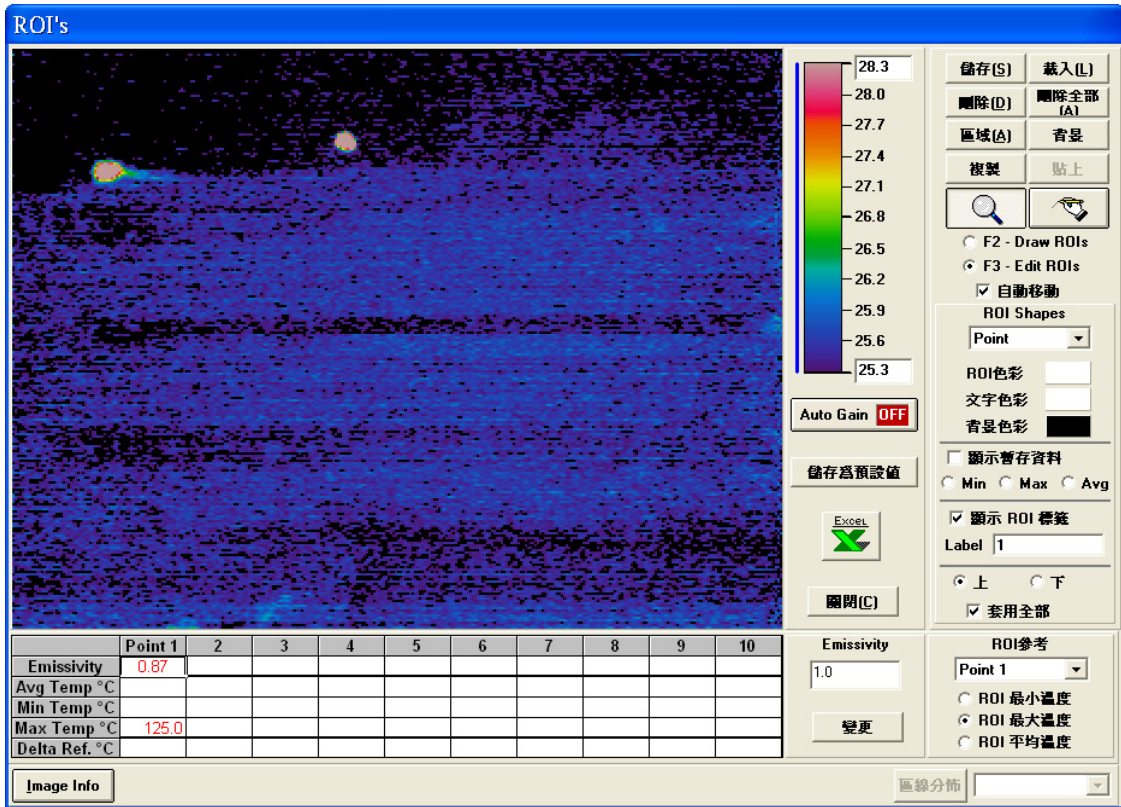 ROI's
28.3
28.0
27.7
27.4
27.1
26.8
26.5
26.2
25.9
25.6
25.3
Auto Gain OFF
儲存為預設值
Excel
關閉(C)
儲存(S) 載入(L)
刪除(D) 刪除全部(A)
區域(A) 背景
複製 貼上
F2 - Draw ROIs
F3 - Edit ROIs
自動移動
ROI Shapes
Point
ROI色彩
文字色彩
背景色彩
顯示暫存資料
Min Max Avg
顯示 ROI 標籤
Label 1
上 下
套用全部
Point 1 2 3 4 5 6 7 8 9 10
Emissivity 0.87
Avg Temp °C
Min Temp °C
Max Temp °C 125.0
Delta Ref. °C
Emissivity
1.0
變更
ROI參考
Point 1
ROI 最小溫度
ROI 最大溫度
ROI 平均溫度
Image Info
區線分佈